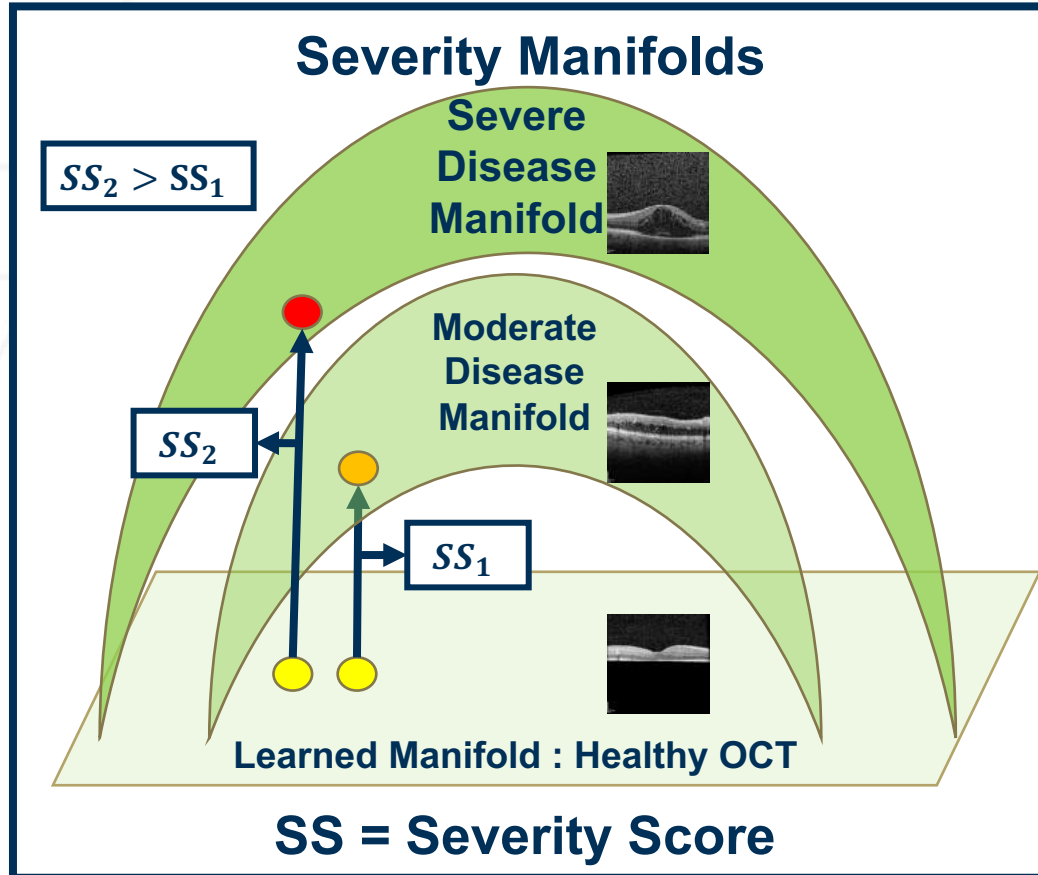 Severity Manifolds
Severe
Disease
Manifold
SS₂ > SS₁
Moderate
Disease
Manifold
SS₂
SS₁
Learned Manifold : Healthy OCT
SS = Severity Score